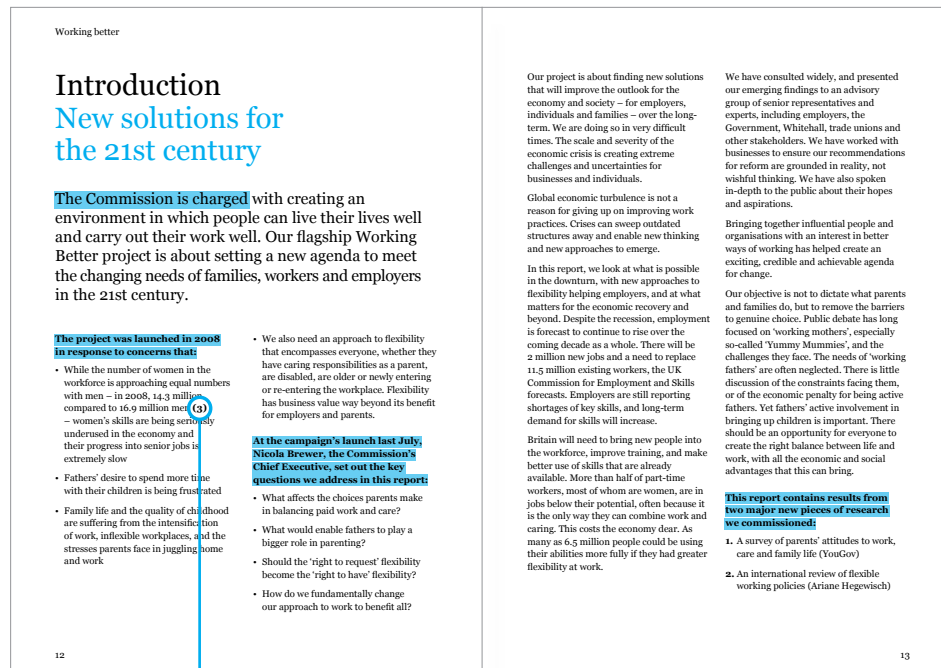 Working better
Introduction
New solutions for
the 21st century
The Commission is charged with creating an
environment in which people can live their lives well
and carry out their work well. Our flagship Working
Better project is about setting a new agenda to meet
the changing needs of families, workers and employers
in the 21st century.
The project was launched in 2008
in response to concerns that:
• While the number of women in the
workforce is approaching equal numbers
with men – in 2008, 14.3 million
compared to 16.9 million men
(3)
– women's skills are being seriously
underused in the economy and
their progress into senior jobs is
extremely slow
• Fathers' desire to spend more time
with their children is being frustrated
• Family life and the quality of childhood
are suffering from the intensification
of work, inflexible workplaces, and the
stresses parents face in juggling home
and work
• We also need an approach to flexibility
that encompasses everyone, whether they
have caring responsibilities as a parent,
are disabled, are older or newly entering
or re-entering the workplace. Flexibility
has business value way beyond its benefit
for employers and parents.
At the campaign's launch last July,
Nicola Brewer, the Commission's
Chief Executive, set out the key
questions we address in this report:
• What affects the choices parents make
in balancing paid work and care?
• What would enable fathers to play a
bigger role in parenting?
• Should the 'right to request' flexibility
become the 'right to have' flexibility?
• How do we fundamentally change
our approach to work to benefit all?
12
Our project is about finding new solutions
that will improve the outlook for the
economy and society – for employers,
individuals and families – over the long-
term. We are doing so in very difficult
times. The scale and severity of the
economic crisis is creating extreme
challenges and uncertainties for
businesses and individuals.
Global economic turbulence is not a
reason for giving up on improving work
practices. Crises can sweep outdated
structures away and enable new thinking
and new approaches to emerge.
In this report, we look at what is possible
in the downturn, with new approaches to
flexibility helping employers, and at what
matters for the economic recovery and
beyond. Despite the recession, employment
is forecast to continue to rise over the
coming decade as a whole. There will be
2 million new jobs and a need to replace
11.5 million existing workers, the UK
Commission for Employment and Skills
forecasts. Employers are still reporting
shortages of key skills, and long-term
demand for skills will increase.
Britain will need to bring new people into
the workforce, improve training, and make
better use of skills that are already
available. More than half of part-time
workers, most of whom are women, are in
jobs below their potential, often because it
is the only way they can combine work and
caring. This costs the economy dear. As
many as 6.5 million people could be using
their abilities more fully if they had greater
flexibility at work.
We have consulted widely, and presented
our emerging findings to an advisory
group of senior representatives and
experts, including employers, the
Government, Whitehall, trade unions and
other stakeholders. We have worked with
businesses to ensure our recommendations
for reform are grounded in reality, not
wishful thinking. We have also spoken
in-depth to the public about their hopes
and aspirations.
Bringing together influential people and
organisations with an interest in better
ways of working has helped create an
exciting, credible and achievable agenda
for change.
Our objective is not to dictate what parents
and families do, but to remove the barriers
to genuine choice. Public debate has long
focused on 'working mothers', especially
so-called 'Yummy Mummies', and the
challenges they face. The needs of 'working
fathers' are often neglected. There is little
discussion of the constraints facing them,
or of the economic penalty for being active
fathers. Yet fathers' active involvement in
bringing up children is important. There
should be an opportunity for everyone to
create the right balance between life and
work, with all the economic and social
advantages that this can bring.
This report contains results from
two major new pieces of research
we commissioned:
1. A survey of parents' attitudes to work,
care and family life (YouGov)
2. An international review of flexible
working policies (Ariane Hegewisch)
13